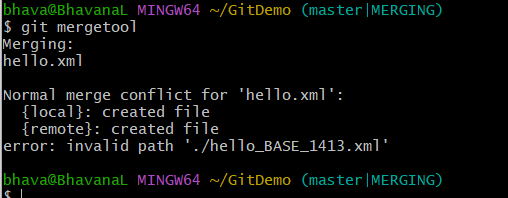 bhava@BhavanaL MINGW64 ~/GitDemo (master|MERGING)
$ git mergetool
Merging:
hello.xml

Normal merge conflict for 'hello.xml':
  {local}: created file
  {remote}: created file
error: invalid path './hello_BASE_1413.xml'

bhava@BhavanaL MINGW64 ~/GitDemo (master|MERGING)
$